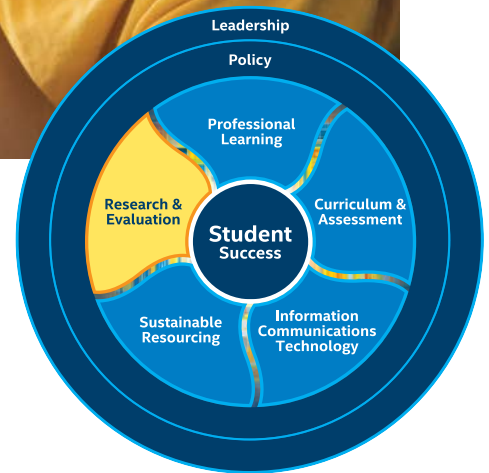 Leadership
Policy
Professional
Learning
Research &
Evaluation
Curriculum &
Assessment
Student
Success
Sustainable
Resourcing
Information
Communications
Technology